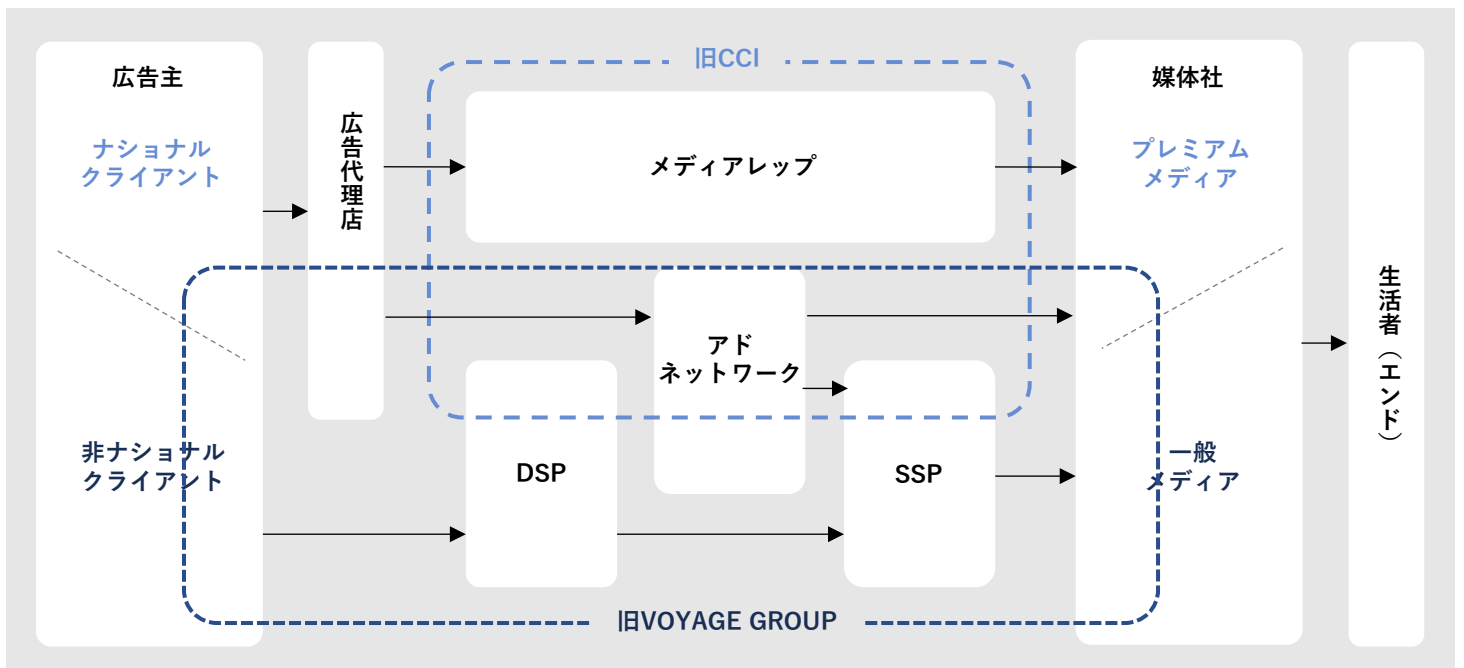 広告主
ナショナル
クライアント
非ナショナル
クライアント
広告代理店
旧CCI
メディアレップ
アド
ネットワーク
DSP
SSP
旧VOYAGE GROUP
媒体社
プレミアム
メディア
一般
メディア
生活者（エンド）